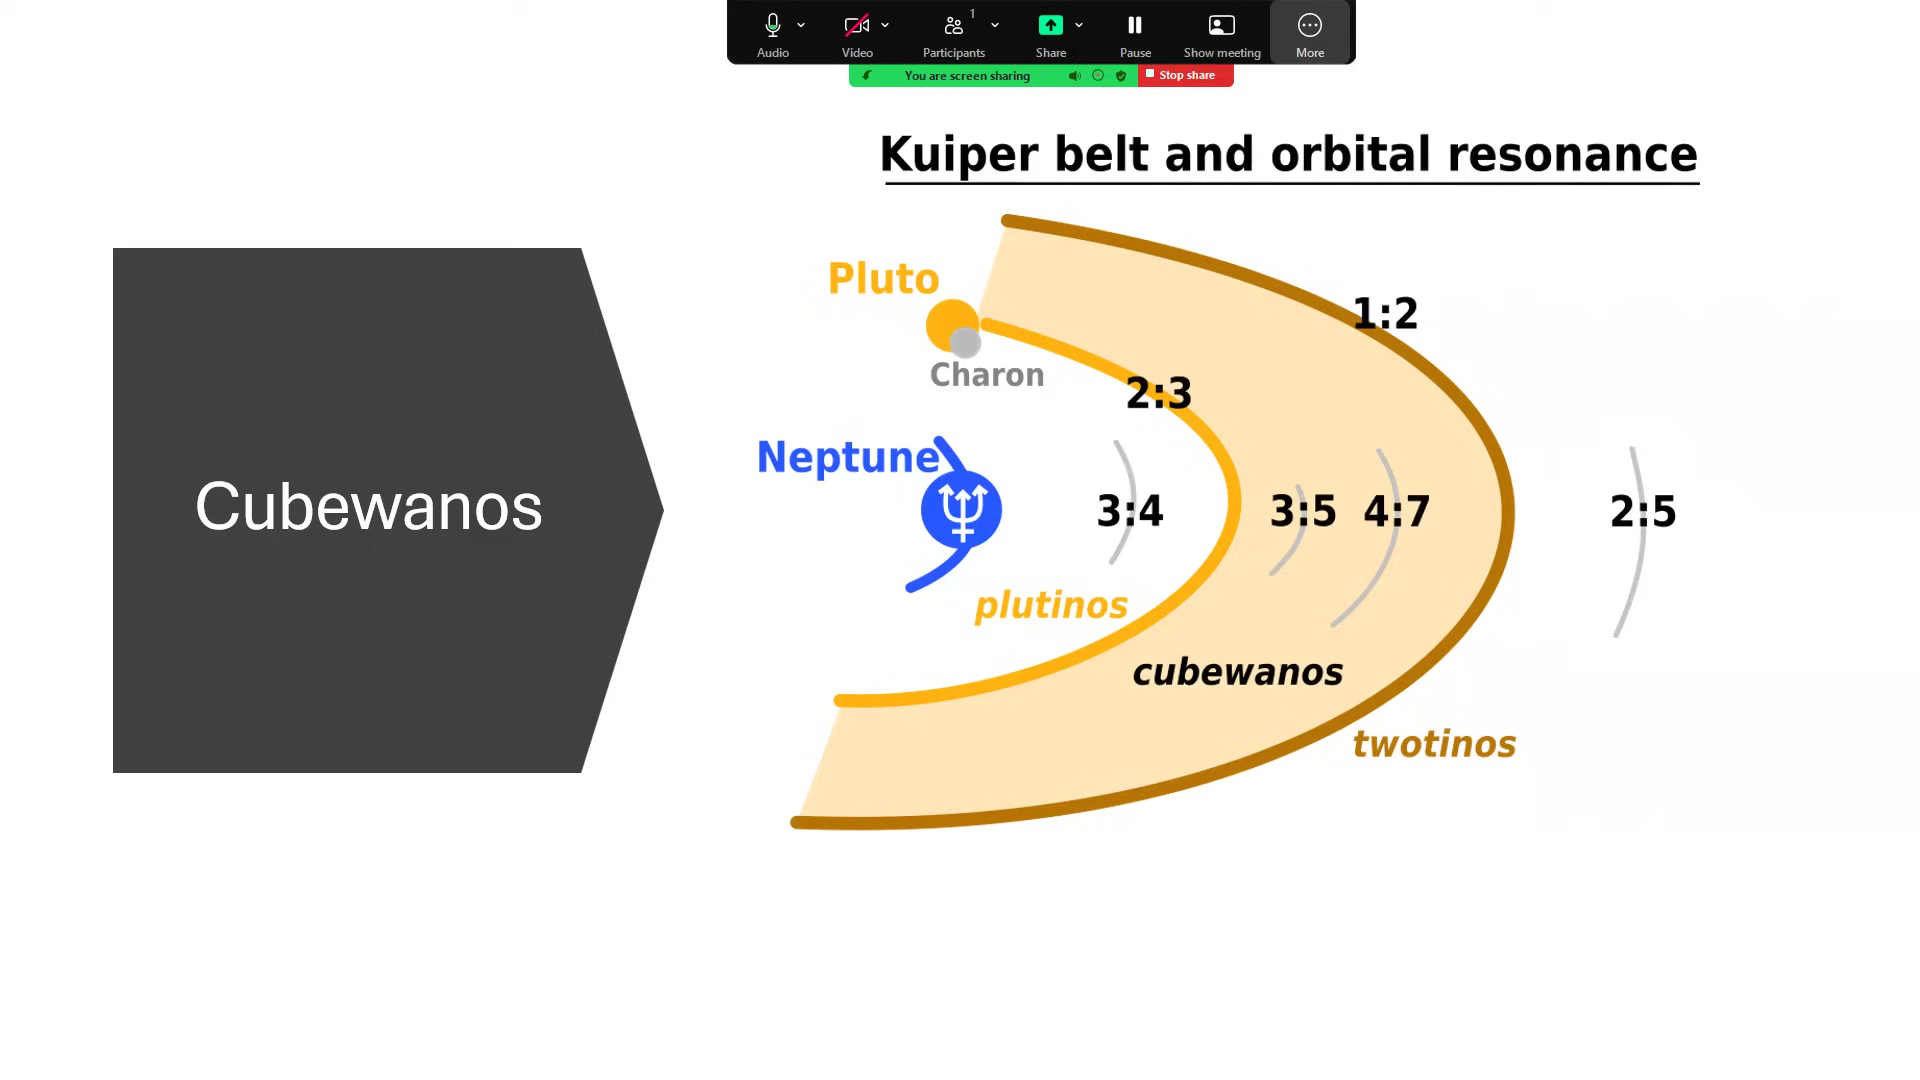 1
Audio
Video
Participants
Share
Pause
Show meeting
More
You are screen sharing
Stop share
Kuiper belt and orbital resonance
Pluto
1:2
Charon
2:3
Neptune
Cubewanos
3:4
3:5
4:7
2:5
plutinos
cubewanos
twotinos